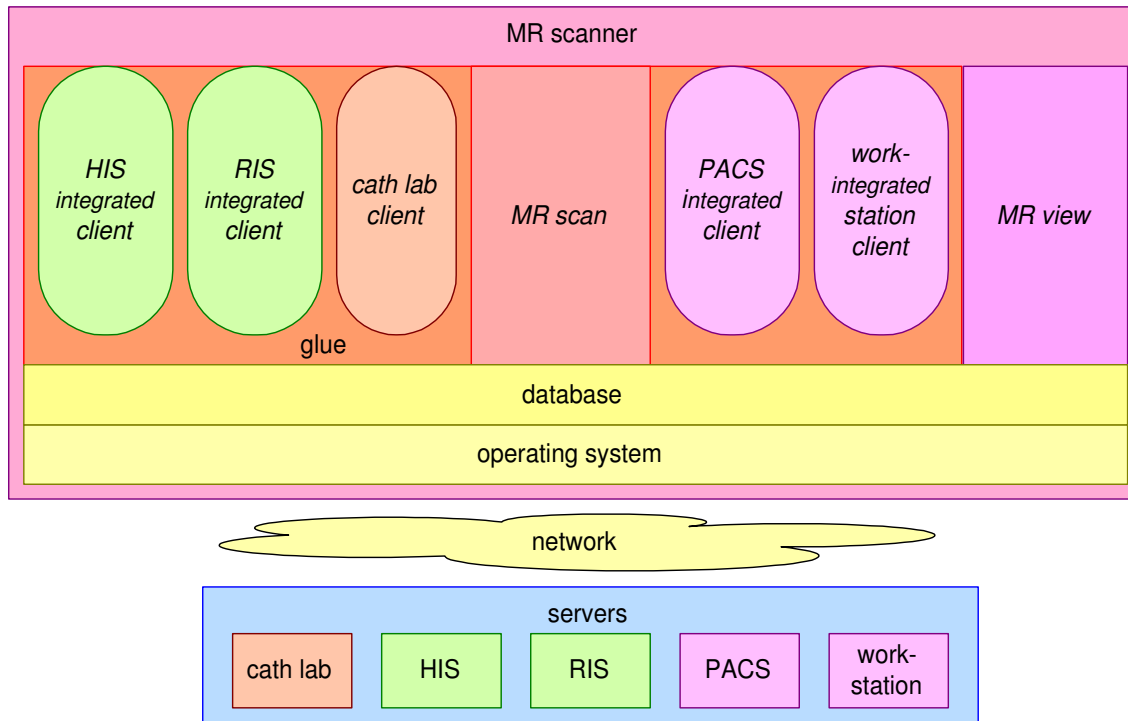 MR scanner
HIS
integrated
client
RIS
integrated
client
cath lab
client
MR scan
PACS
integrated
client
work-
integrated
station
client
MR view
glue
database
operating system
network
servers
cath lab
HIS
RIS
PACS
work-
station